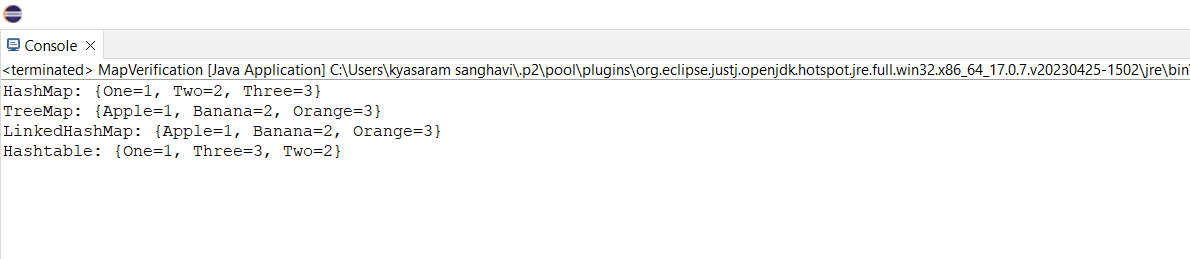 Console
<terminated> MapVerification [Java Application] C:\Users\kyasaram sanghavi\.p2\pool\plugins\org.eclipse.justj.openjdk.hotspot.jre.full.win32.x86_64_17.0.7.v20230425-1502\jre\bin\
HashMap: {One=1, Two=2, Three=3}
TreeMap: {Apple=1, Banana=2, Orange=3}
LinkedHashMap: {Apple=1, Banana=2, Orange=3}
Hashtable: {One=1, Three=3, Two=2}